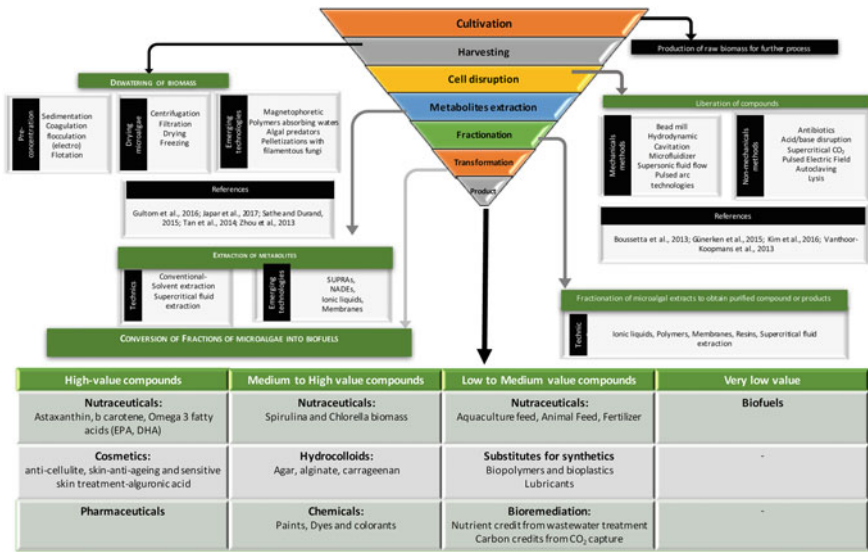 Cultivation
Harvesting
Cell disruption
Metabolites extraction
Fractionation
Transformation
Product
Production of raw biomass for further process
DEWATERING OF BIOMASS
Pre-
concentration
Sedimentation
Coagulation
flocculation
(electro)
Flotation
Drying
microalgae
Centrifugation
Filtration
Drying
Freezing
Emerging
technologies
Magnetophoretic
Polymers absorbing waters
Algal predators
Pelletizations with
filamentous fungi
References
Gultom et al., 2016; Japar et al., 2017; Sathe and Durand,
2015; Tan et al., 2014; Zhou et al., 2013
Liberation of compounds
Mechanicals
methods
Bead mill
Hydrodynamic
Cavitation
Microfluidizer
Supersonic fluid flow
Pulsed arc
technologies
Non-mechanicals
methods
Antibiotics
Acid/base disruption
Supercritical CO2
Pulsed Electric Field
Autoclaving
Lysis
References
Boussetta et al., 2013; Günerken et al., 2015; Kim et al., 2016; Vanthoor-
Koopmans et al., 2013
EXTRACTION OF METABOLITES
Technics
Conventional-
Solvent extraction
Supercritical fluid
extraction
Emerging
technologies
SUPRAs,
NADEs,
Ionic liquids,
Membranes
Fractionation of microalgal extracts to obtain purified compound or products
Technic
Ionic liquids, Polymers, Membranes, Resins, Supercritical fluid
extraction
CONVERSION OF FRACTIONS OF MICROALGAE INTO BIOFUELS
High-value compounds
Medium to High value compounds
Low to Medium value compounds
Very low value
Nutraceuticals:
Astaxanthin, b carotene, Omega 3 fatty
acids (EPA, DHA)
Nutraceuticals:
Spirulina and Chlorella biomass
Nutraceuticals:
Aquaculture feed, Animal Feed, Fertilizer
Biofuels
Cosmetics:
anti-cellulite, skin-anti-ageing and sensitive
skin treatment-alguronic acid
Hydrocolloids:
Agar, alginate, carrageenan
Substitutes for synthetics
Biopolymers and bioplastics
Lubricants
-
Pharmaceuticals
Chemicals:
Paints, Dyes and colorants
Bioremediation:
Nutrient credit from wastewater treatment
Carbon credits from CO2 capture
-